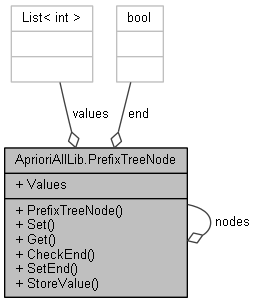 List< int >
bool
values
end
AprioriAllLib.PrefixTreeNode
+ Values
+ PrefixTreeNode()
+ Set()
+ Get()
+ CheckEnd()
+ SetEnd()
+ StoreValue()
nodes